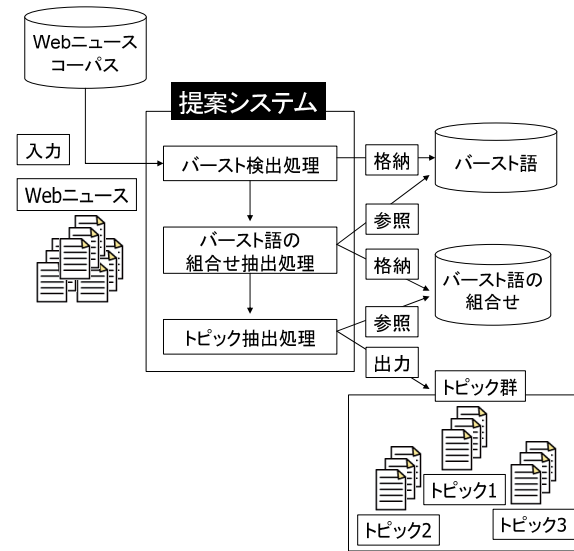 Webニュース
コーパス
提案システム
入力
Webニュース
バースト検出処理
格納
バースト語
参照
バースト語の
組合せ抽出処理
格納
バースト語の
組合せ
参照
トピック抽出処理
出力
トピック群
トピック1
トピック2
トピック3